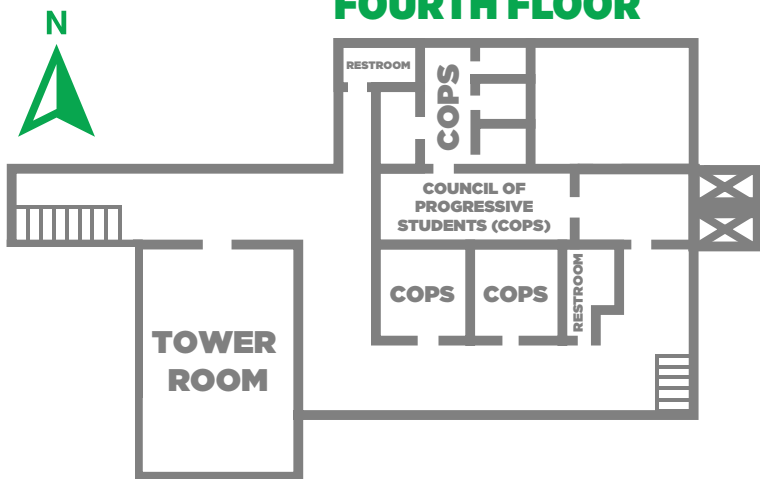 FOURTH FLOOR
N
RESTROOM
COPS
COUNCIL OF
PROGRESSIVE
STUDENTS (COPS)
COPS
COPS
RESTROOM
TOWER
ROOM